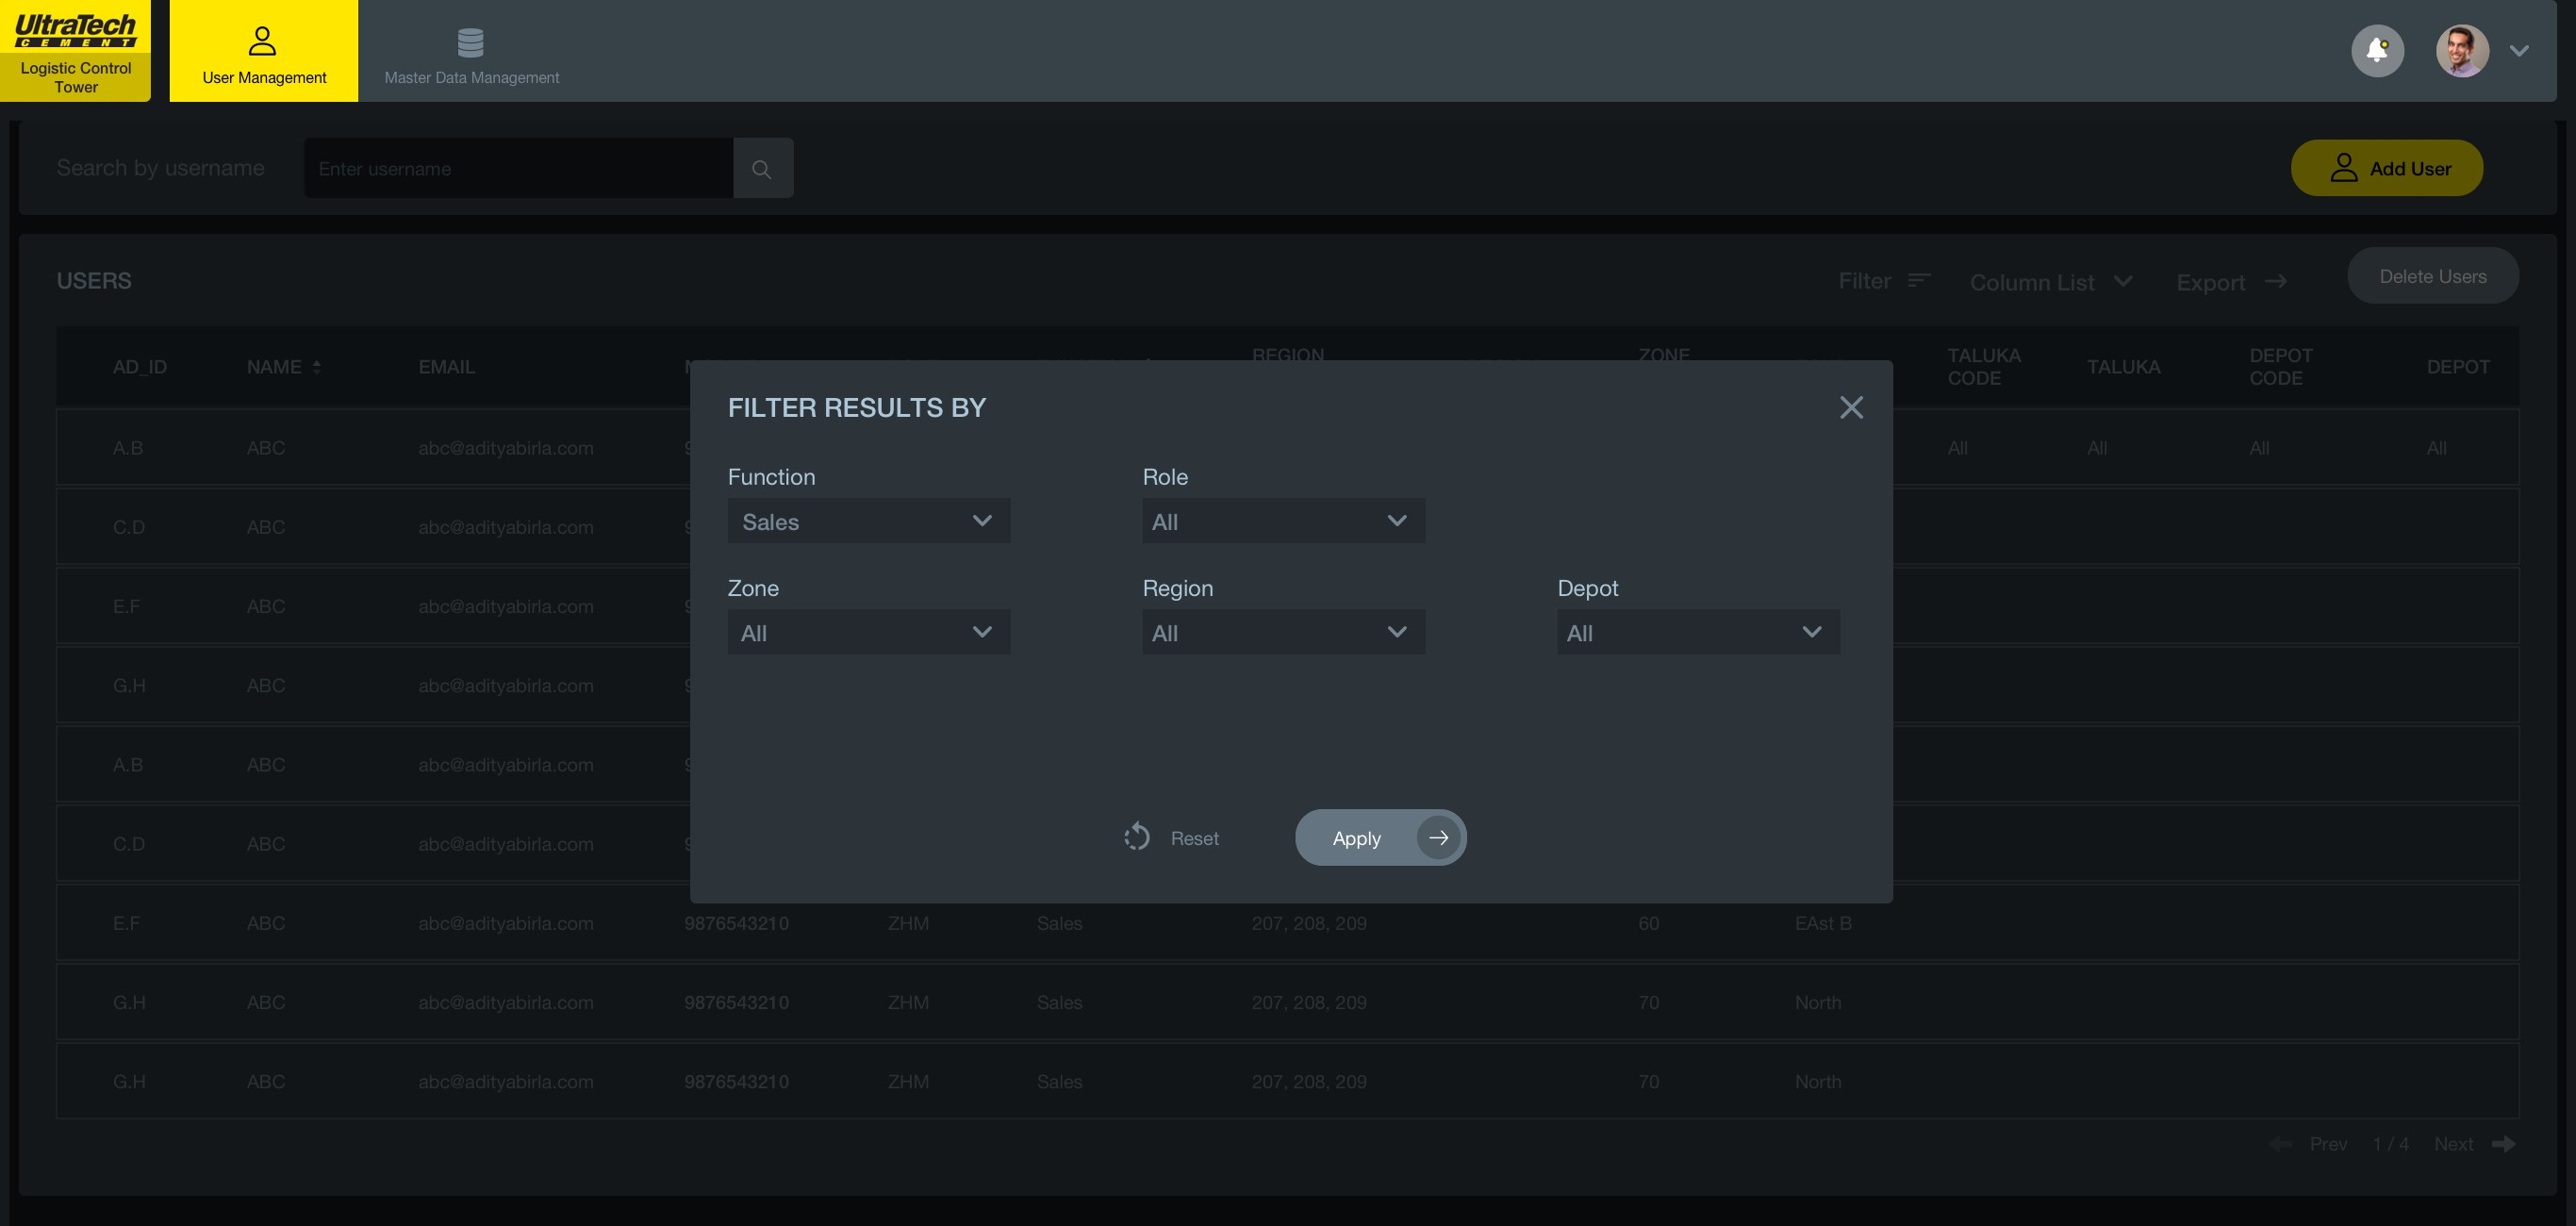 UltraTech
CEMENT
Logistic Control
Tower
User Management
Master Data Management
Search by username
Enter username
Add User
USERS
Filter
Column List
Export
Delete Users
AD_ID NAME EMAIL REGION ZONE TALUKA CODE TALUKA DEPOT CODE DEPOT
A.B ABC abc@adityabirla.com All All All All
C.D ABC abc@adityabirla.com
E.F ABC abc@adityabirla.com
G.H ABC abc@adityabirla.com
A.B ABC abc@adityabirla.com
C.D ABC abc@adityabirla.com
E.F ABC abc@adityabirla.com 9876543210 ZHM Sales 207, 208, 209 60 EAst B
G.H ABC abc@adityabirla.com 9876543210 ZHM Sales 207, 208, 209 70 North
G.H ABC abc@adityabirla.com 9876543210 ZHM Sales 207, 208, 209 70 North
FILTER RESULTS BY
Function
Sales
Role
All
Zone
All
Region
All
Depot
All
Reset
Apply
Prev 1 / 4 Next